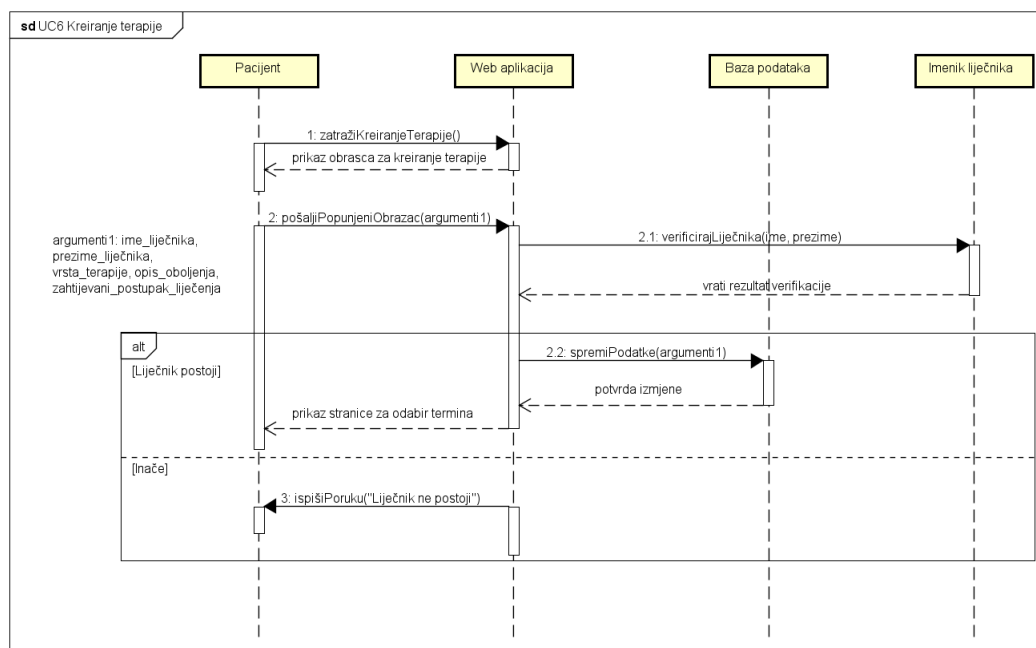 sd UC6 Kreiranje terapije
Pacijent
Web aplikacija
Baza podataka
Imenik liječnika
1: zatražiKreiranjeTerapije()
prikaz obrasca za kreiranje terapije
2: pošaljiPopunjeniObrazac(argumenti1)
argumenti1: ime_liječnika,
prezime_liječnika,
vrsta_terapije, opis_oboljenja,
zahtijevani_postupak_liječenja
2.1: verificirajLiječnika(ime, prezime)
vrati rezultat verifikacije
alt
[Liječnik postoji]
2.2: spremiPodatke(argumenti1)
potvrda izmjene
prikaz stranice za odabir termina
[Inače]
3: ispišiPoruku("Liječnik ne postoji")